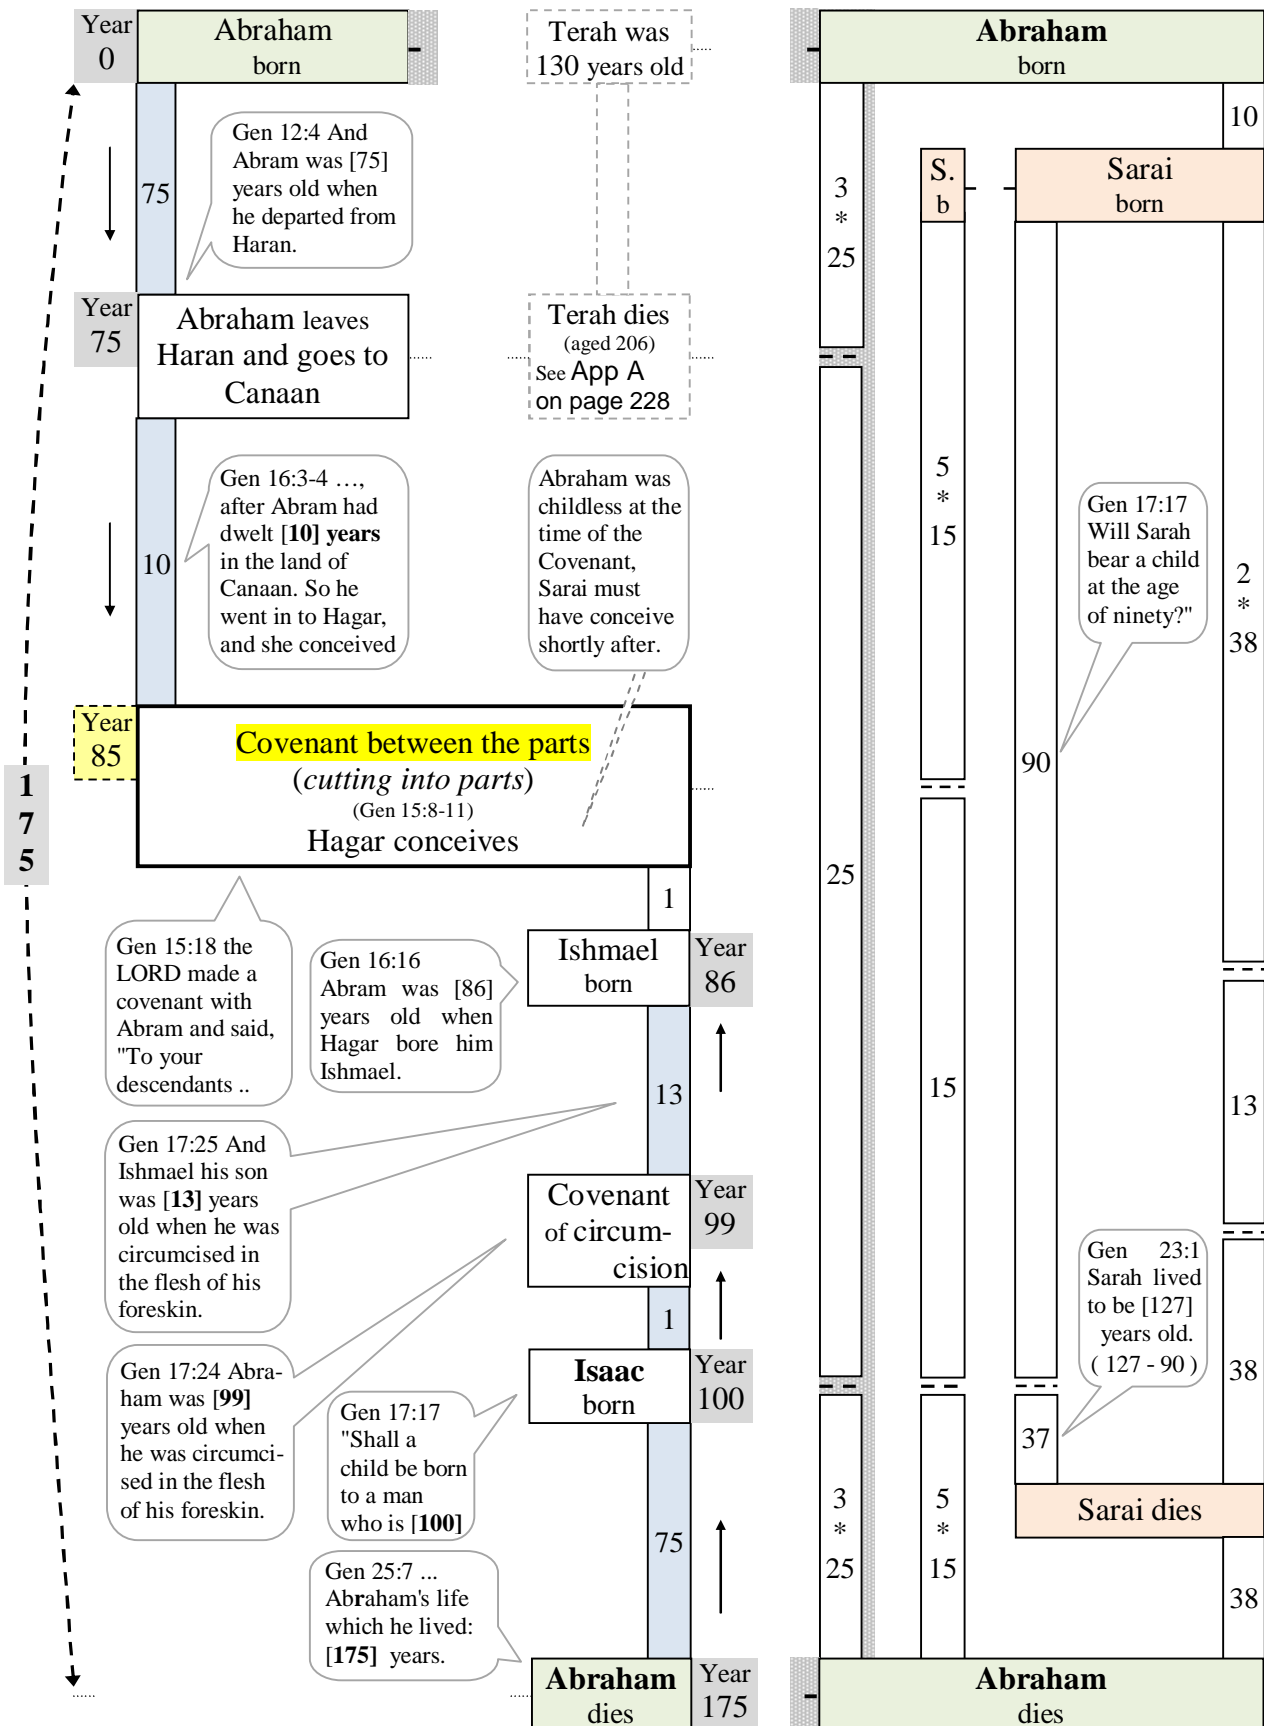 Year
0
Abraham
born
Terah was
130 years old
Abraham
born
75
Gen 12:4 And
Abram was [75]
years old when
he departed from
Haran.
10
3
*
25
S.
b
Sarai
born
Year
75
Abraham leaves
Haran and goes to
Canaan
Terah dies
(aged 206)
See App A
on page 228
10
Gen 16:3-4 …,
after Abram had
dwelt [10] years
in the land of
Canaan. So he
went in to Hagar,
and she conceived
Abraham was
childless at the
time of the
Covenant,
Sarai must
have conceive
shortly after.
5
*
15
Gen 17:17
Will Sarah
bear a child
at the age
of ninety?"
2
*
38
Year
85
Covenant between the parts
(cutting into parts)
(Gen 15:8-11)
Hagar conceives
90
1
7
5
25
1
Gen 15:18 the
LORD made a
covenant with
Abram and said,
"To your
descendants ..
Gen 16:16
Abram was [86]
years old when
Hagar bore him
Ishmael.
Ishmael
born
Year
86
13
15
13
Gen 17:25 And
Ishmael his son
was [13] years
old when he was
circumcised in
the flesh of his
foreskin.
Covenant
of circum-
cision
Year
99
Gen 23:1
Sarah lived
to be [127]
years old.
( 127 - 90 )
1
Gen 17:24 Abra-
ham was [99]
years old when
he was circumci-
sed in the flesh
of his foreskin.
Gen 17:17
"Shall a
child be born
to a man
who is [100]
Isaac
born
Year
100
38
37
75
3
*
25
5
*
15
Sarai dies
38
Gen 25:7 ...
Abraham's life
which he lived:
[175] years.
Abraham
dies
Year
175
Abraham
dies